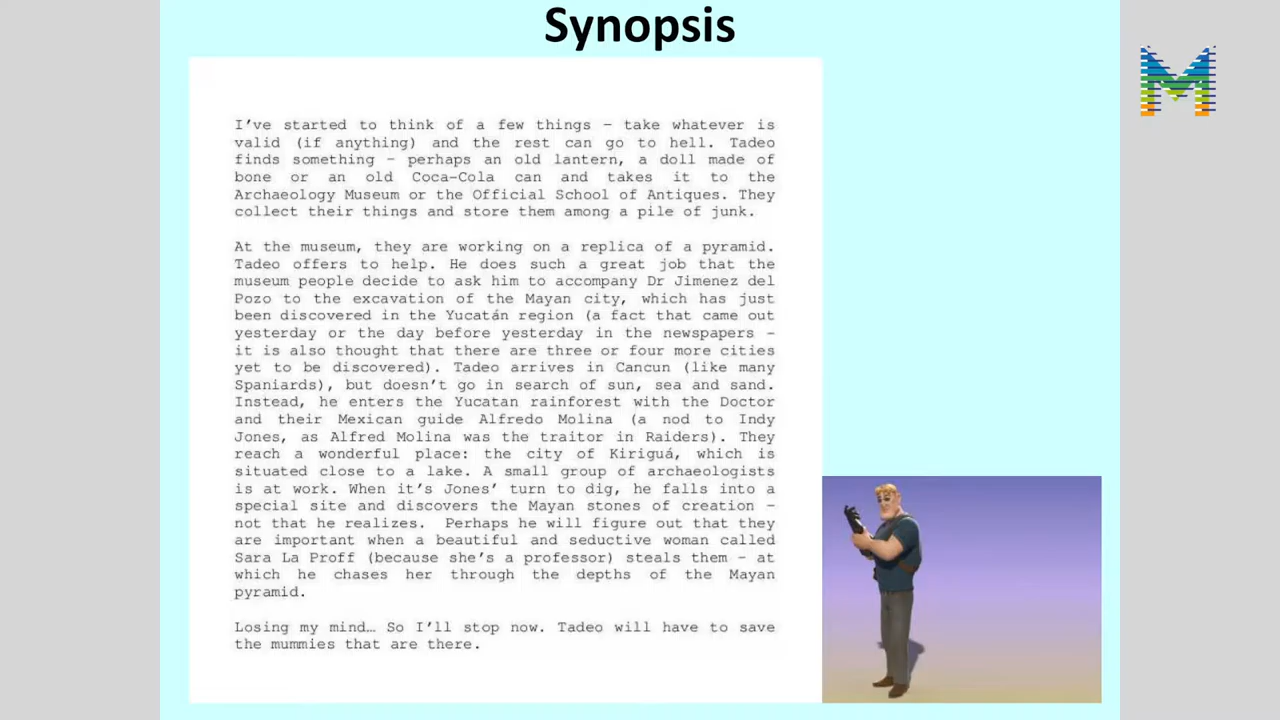 Synopsis
I've started to think of a few things – take whatever is
valid (if anything) and the rest can go to hell. Tadeo
finds something – perhaps an old lantern, a doll made of
bone or an old Coca-Cola can and takes it to the
Archaeology Museum or the Official School of Antiques. They
collect their things and store them among a pile of junk.
At the museum, they are working on a replica of a pyramid.
Tadeo offers to help. He does such a great job that the
museum people decide to ask him to accompany Dr Jimenez del
Pozo to the excavation of the Mayan city, which has just
been discovered in the Yucatán region (a fact that came out
yesterday or the day before yesterday in the newspapers –
it is also thought that there are three or four more cities
yet to be discovered). Tadeo arrives in Cancun (like many
Spaniards), but doesn't go in search of sun, sea and sand.
Instead, he enters the Yucatan rainforest with the Doctor
and their Mexican guide Alfredo Molina (a nod to Indy
Jones, as Alfred Molina was the traitor in Raiders). They
reach a wonderful place: the city of Kiriguá, which is
situated close to a lake. A small group of archaeologists
is at work. When it's Jones' turn to dig, he falls into a
special site and discovers the Mayan stones of creation –
not that he realizes. Perhaps he will figure out that they
are important when a beautiful and seductive woman called
Sara La Proff (because she's a professor) steals them – at
which he chases her through the depths of the Mayan
pyramid.
Losing my mind… So I'll stop now. Tadeo will have to save
the mummies that are there.